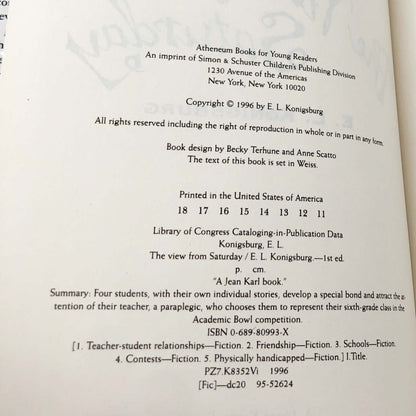 Atheneum Books for Young Readers
An imprint of Simon & Schuster Children's Publishing Division
1230 Avenue of the Americas
New York, New York 10020
Copyright © 1996 by E. L. Konigsburg
All rights reserved including the right of reproduction in whole or in part in any form.
Book design by Becky Terhune and Anne Scatto
The text of this book is set in Weiss.
Printed in the United States of America
18 17 16 15 14 13 12 11
Library of Congress Cataloging-in-Publication Data
Konigsburg, E. L.
The view from Saturday / E. L. Konigsburg.—1st ed.
p. cm.
"A Jean Karl book."
Summary: Four students, with their own individual stories, develop a special bond and attract the at-
tention of their teacher, a paraplegic, who chooses them to represent their sixth-grade class in the
Academic Bowl competition.
ISBN 0-689-80993-X
[1. Teacher-student relationships—Fiction. 2. Friendship—Fiction. 3. Schools—Fiction.
4. Contests—Fiction. 5. Physically handicapped—Fiction.] I.Title.
PZ7.K8352Vi 1996
[Fic]—dc20 95-52624